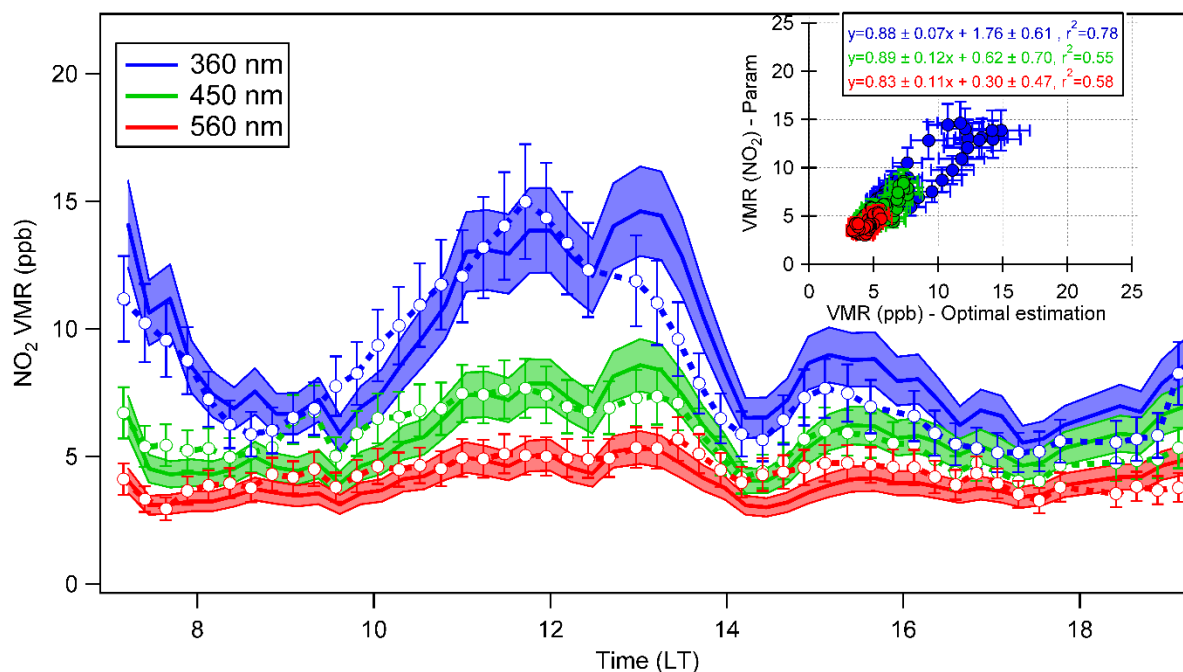 y=0.88 ± 0.07x + 1.76 ± 0.61 , r²=0.78
y=0.89 ± 0.12x + 0.62 ± 0.70, r²=0.55
y=0.83 ± 0.11x + 0.30 ± 0.47, r²=0.58
360 nm
450 nm
560 nm
25
20
15
10
5
0
VMR (NO₂) - Param
0 5 10 15 20 25
VMR (ppb) - Optimal estimation
20
15
10
5
0
NO₂ VMR (ppb)
8 10 12 14 16 18
Time (LT)